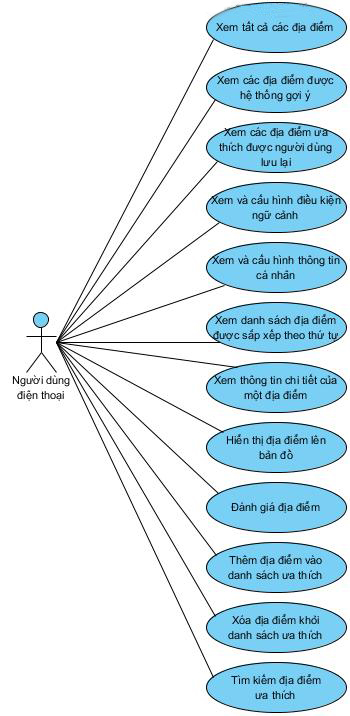 Xem tất cả các địa điểm
Xem các địa điểm được
hệ thống gợi ý
Xem các địa điểm ưa
thích được người dùng
lưu lại
Xem và cấu hình điều kiện
ngữ cảnh
Xem và cấu hình thông tin
cá nhân
Xem danh sách địa điểm
được sắp xếp theo thứ tự
Người dùng
điện thoại
Xem thông tin chi tiết của
một địa điểm
Hiển thị địa điểm lên
bản đồ
Đánh giá địa điểm
Thêm địa điểm vào
danh sách ưa thích
Xóa địa điểm khỏi
danh sách ưa thích
Tìm kiếm địa điểm
ưa thích